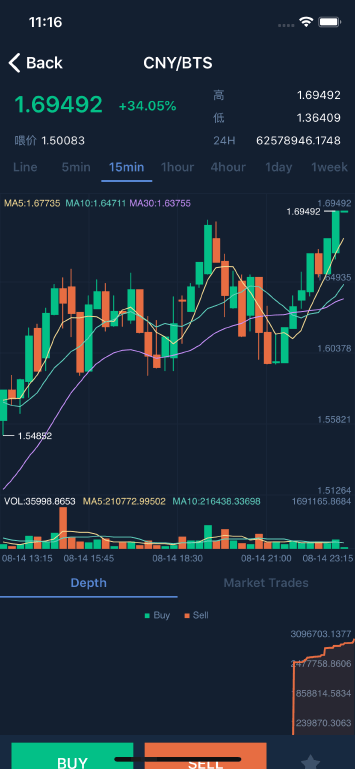 11:16
Back
CNY/BTS
1.69492 +34.05%
高 1.69492
低 1.36409
喂价 1.50083
24H 62578946.1748
Line 5min 15min 1hour 4hour 1day 1week
MA5:1.67735 MA10:1.64711 MA30:1.63755
1.69492
1.69492
1.64935
1.60378
1.55821
1.54852
1.51264
VOL:35998.8653 MA5:210772.99502 MA10:216438.33698 1691165.8684
08-14 13:15 08-14 15:45 08-14 18:30 08-14 21:00 08-14 23:15
Depth Market Trades
Buy Sell
3096703.1377
2477758.8606
1858814.5834
1239870.3063
BUY SELL